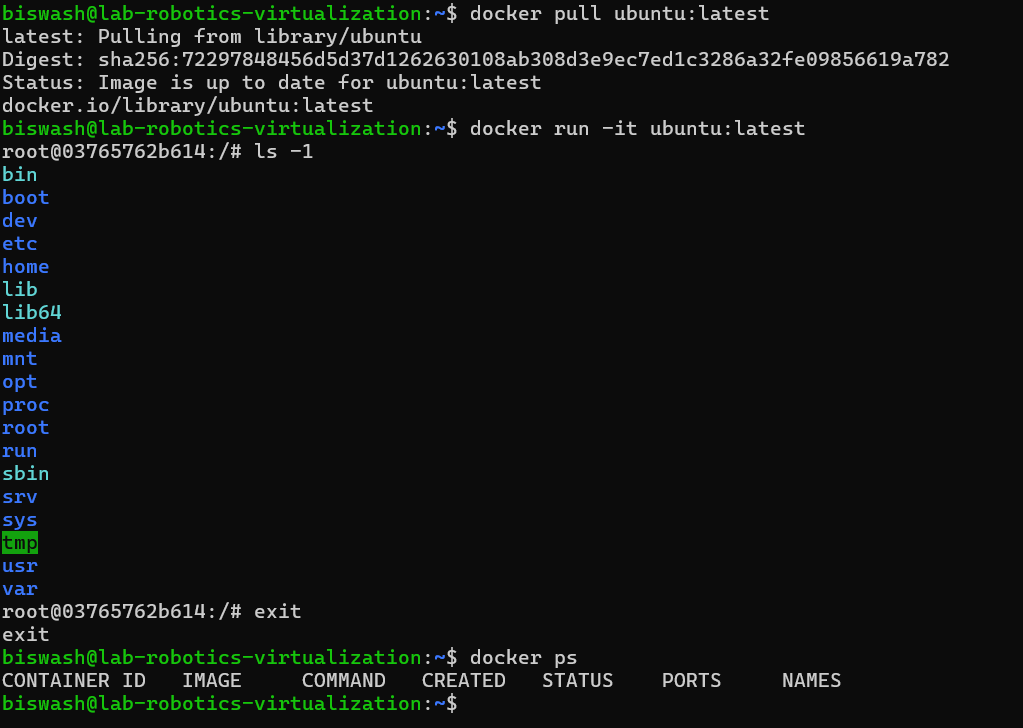 biswash@lab-robotics-virtualization:~$ docker pull ubuntu:latest
latest: Pulling from library/ubuntu
Digest: sha256:72297848456d5d37d1262630108ab308d3e9ec7ed1c3286a32fe09856619a782
Status: Image is up to date for ubuntu:latest
docker.io/library/ubuntu:latest
biswash@lab-robotics-virtualization:~$ docker run -it ubuntu:latest
root@03765762b614:/# ls -1
bin
boot
dev
etc
home
lib
lib64
media
mnt
opt
proc
root
run
sbin
srv
sys
tmp
usr
var
root@03765762b614:/# exit
exit
biswash@lab-robotics-virtualization:~$ docker ps
CONTAINER ID   IMAGE     COMMAND   CREATED   STATUS    PORTS     NAMES
biswash@lab-robotics-virtualization:~$